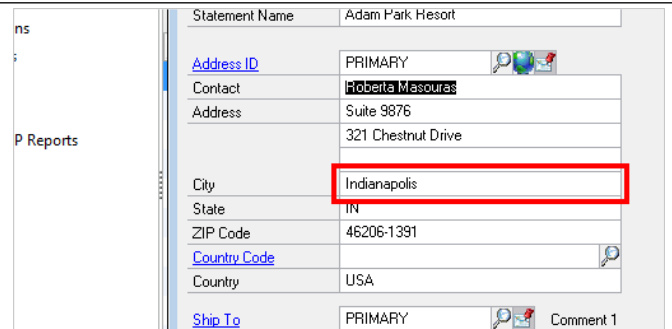 ns
Statement Name Adam Park Resort
s
Address ID PRIMARY
Contact Roberta Masouras
Address Suite 9876
P Reports 321 Chestnut Drive
City Indianapolis
State IN
ZIP Code 46206-1391
Country Code
Country USA
Ship To PRIMARY Comment 1